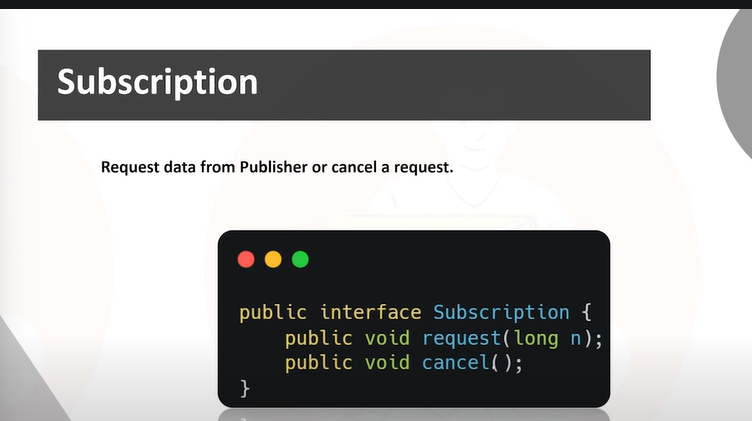 Subscription
Request data from Publisher or cancel a request.
public interface Subscription {
    public void request(long n);
    public void cancel();
}